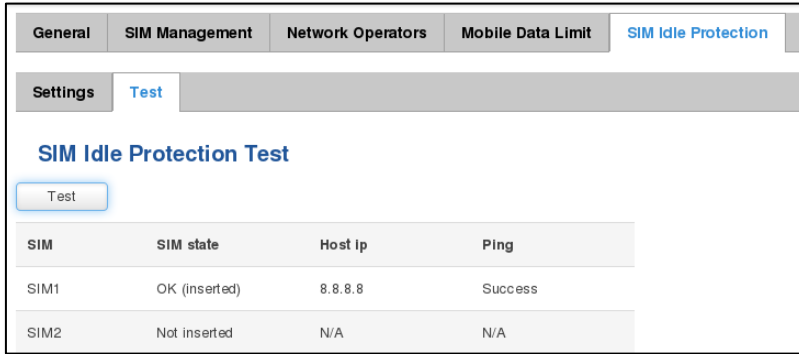 General SIM Management Network Operators Mobile Data Limit SIM Idle Protection
Settings Test
SIM Idle Protection Test
Test
SIM SIM state Host ip Ping
SIM1 OK (inserted) 8.8.8.8 Success
SIM2 Not inserted N/A N/A